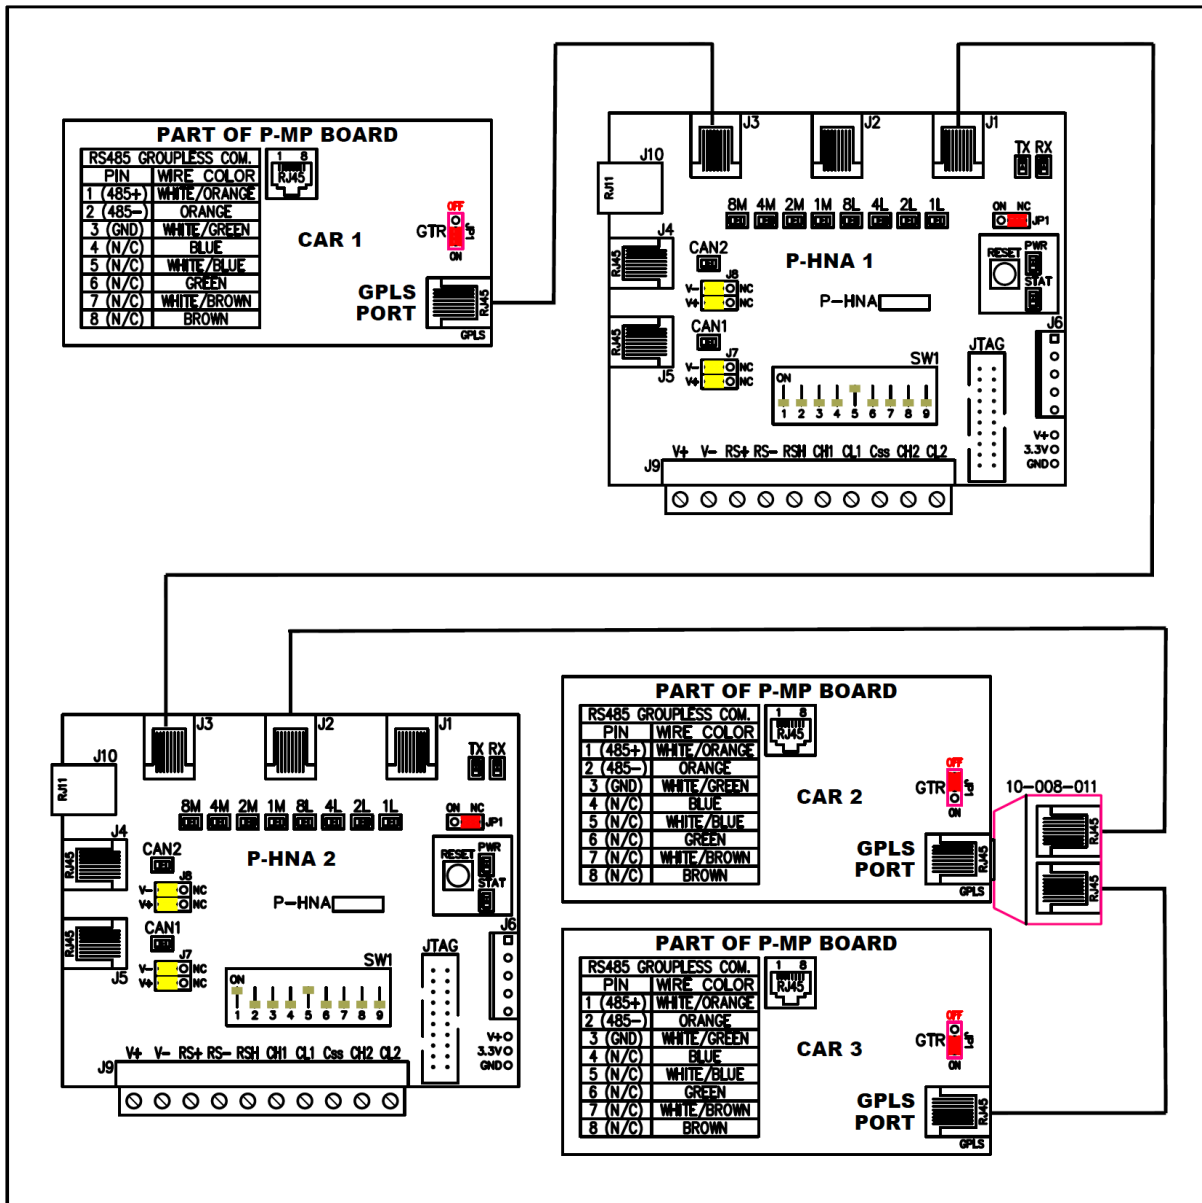 PART OF P-MP BOARD
RS485 GROUPLESS COM.
PIN WIRE COLOR
1 (485+) WHITE/ORANGE
2 (485-) ORANGE
3 (GND) WHITE/GREEN
4 (N/C) BLUE
5 (N/C) WHITE/BLUE
6 (N/C) GREEN
7 (N/C) WHITE/BROWN
8 (N/C) BROWN
1 8
RJ45
CAR 1
OFF
GTR JP1
ON
GPLS
PORT
RJ45
GPLS
J3 J2 J1
TX RX
J10
RJ11
8M 4M 2M 1M 8L 4L 2L 1L
ON NC
JP1
J4
RJ45
CAN2
J8
V- NC
V+ NC
P-HNA 1
P-HNA
RESET
PWR
STAT
J5
RJ45
CAN1
J7
V- NC
V+ NC
SW1
ON
1 2 3 4 5 6 7 8 9
JTAG
J6
V+
3.3V
GND
V+ V- RS+ RS- RSH CH1 CL1 Css CH2 CL2
J9
J3 J2 J1
TX RX
J10
RJ11
8M 4M 2M 1M 8L 4L 2L 1L
ON NC
JP1
J4
RJ45
CAN2
J8
V- NC
V+ NC
P-HNA 2
P-HNA
RESET
PWR
STAT
J5
RJ45
CAN1
J7
V- NC
V+ NC
SW1
ON
1 2 3 4 5 6 7 8 9
JTAG
J6
V+
3.3V
GND
V+ V- RS+ RS- RSH CH1 CL1 Css CH2 CL2
J9
PART OF P-MP BOARD
RS485 GROUPLESS COM.
PIN WIRE COLOR
1 (485+) WHITE/ORANGE
2 (485-) ORANGE
3 (GND) WHITE/GREEN
4 (N/C) BLUE
5 (N/C) WHITE/BLUE
6 (N/C) GREEN
7 (N/C) WHITE/BROWN
8 (N/C) BROWN
1 8
RJ45
CAR 2
OFF
GTR JP1
ON
GPLS
PORT
RJ45
GPLS
10-008-011
RJ45
RJ45
PART OF P-MP BOARD
RS485 GROUPLESS COM.
PIN WIRE COLOR
1 (485+) WHITE/ORANGE
2 (485-) ORANGE
3 (GND) WHITE/GREEN
4 (N/C) BLUE
5 (N/C) WHITE/BLUE
6 (N/C) GREEN
7 (N/C) WHITE/BROWN
8 (N/C) BROWN
1 8
RJ45
CAR 3
OFF
GTR JP1
ON
GPLS
PORT
RJ45
GPLS